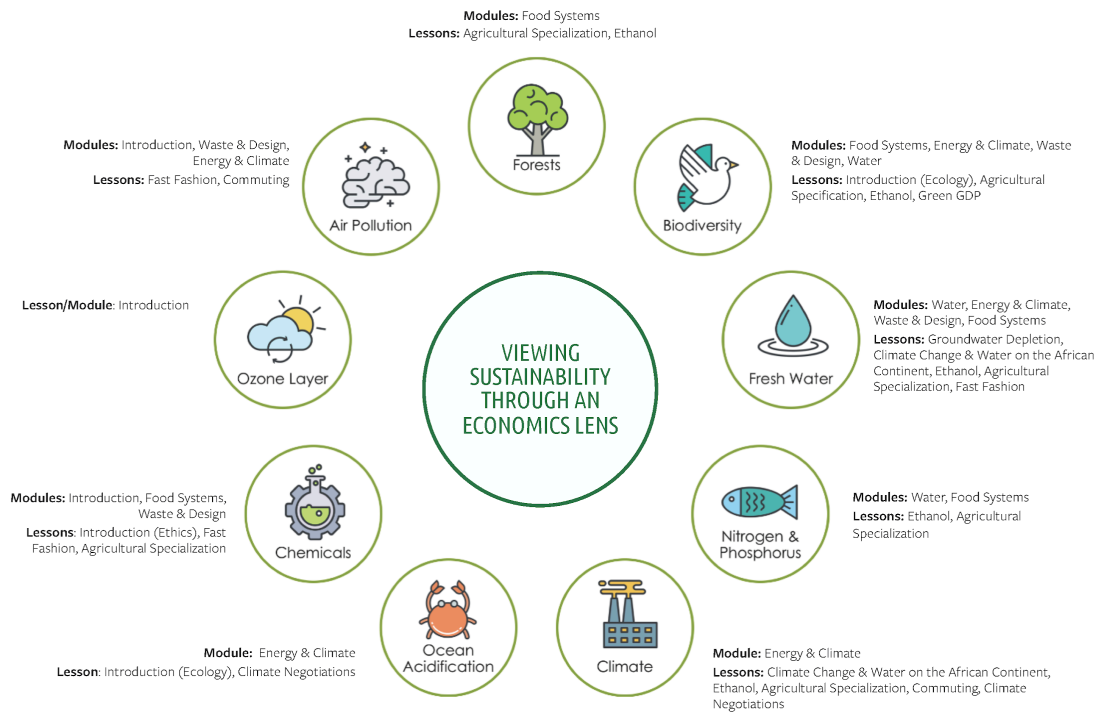 Modules: Food Systems
Lessons: Agricultural Specialization, Ethanol
Forests
Modules: Introduction, Waste & Design,
Energy & Climate
Lessons: Fast Fashion, Commuting
Air Pollution
Biodiversity
Modules: Food Systems, Energy & Climate, Waste
& Design, Water
Lessons: Introduction (Ecology), Agricultural
Specification, Ethanol, Green GDP
Lesson/Module: Introduction
Ozone Layer
VIEWING
SUSTAINABILITY
THROUGH AN
ECONOMICS LENS
Fresh Water
Modules: Water, Energy & Climate,
Waste & Design, Food Systems
Lessons: Groundwater Depletion,
Climate Change & Water on the African
Continent, Ethanol, Agricultural
Specialization, Fast Fashion
Modules: Introduction, Food Systems,
Waste & Design
Lessons: Introduction (Ethics), Fast
Fashion, Agricultural Specialization
Chemicals
Nitrogen &
Phosphorus
Modules: Water, Food Systems
Lessons: Ethanol, Agricultural
Specialization
Module: Energy & Climate
Lesson: Introduction (Ecology), Climate Negotiations
Ocean
Acidification
Climate
Module: Energy & Climate
Lessons: Climate Change & Water on the African Continent,
Ethanol, Agricultural Specialization, Commuting, Climate
Negotiations